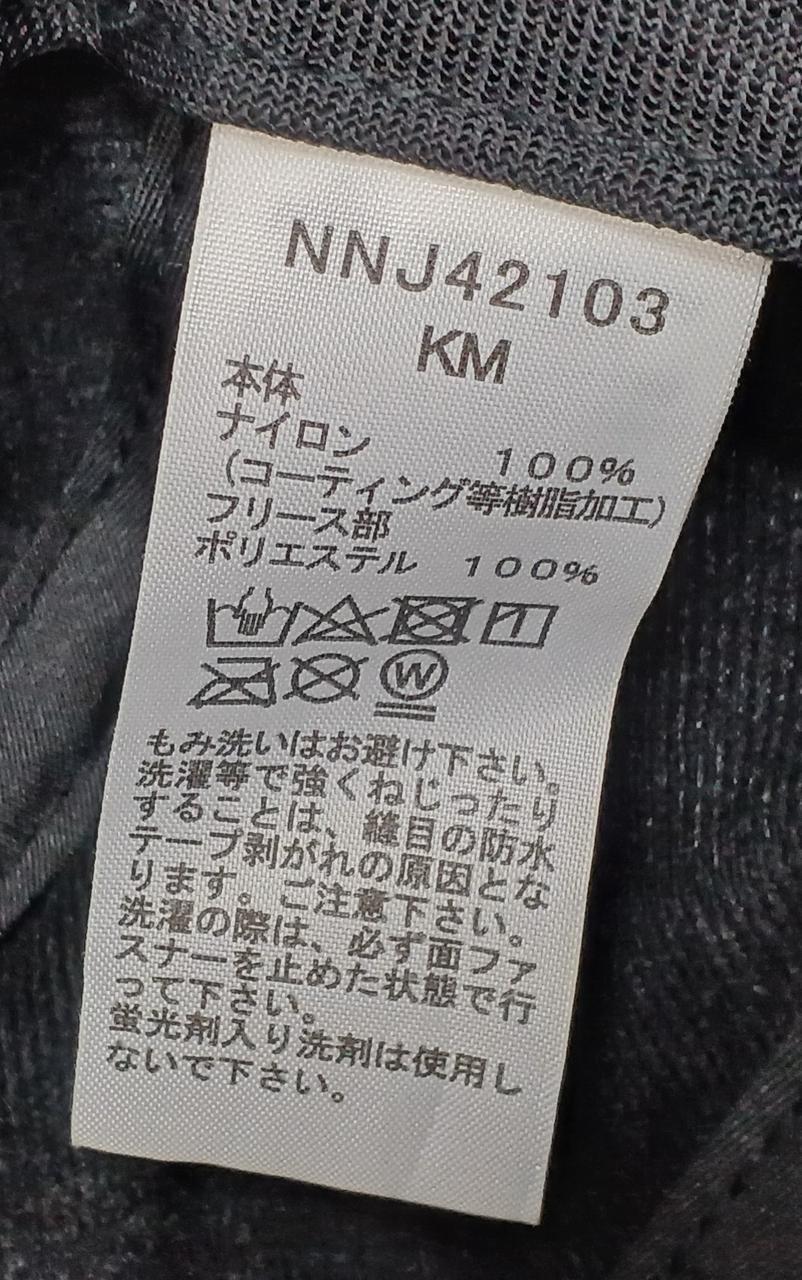 NNJ42103
KM
本体
ナイロン 100%
(コーティング等樹脂加工)
フリース部
ポリエステル 100%
W
もみ洗いはお避け下さい。
洗濯等で強くねじったり
することは、縫目の防水
テープ剥がれの原因とな
ります。ご注意下さい。
洗濯の際は、必ず面ファ
スナーを止めた状態で行
って下さい。
蛍光剤入り洗剤は使用し
ないで下さい。